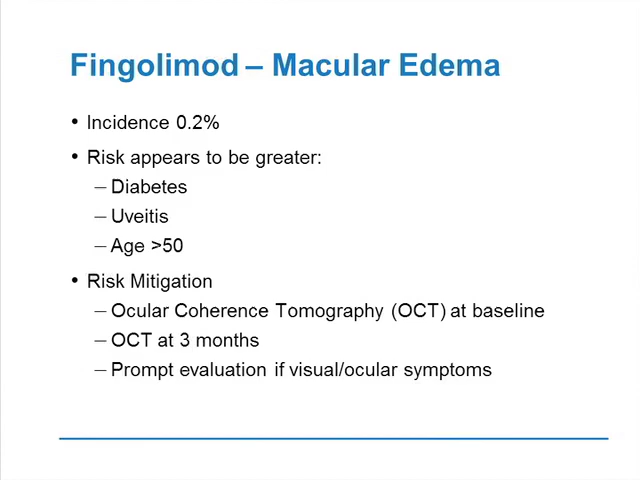 Fingolimod – Macular Edema
• Incidence 0.2%
• Risk appears to be greater:
– Diabetes
– Uveitis
– Age >50
• Risk Mitigation
– Ocular Coherence Tomography (OCT) at baseline
– OCT at 3 months
– Prompt evaluation if visual/ocular symptoms